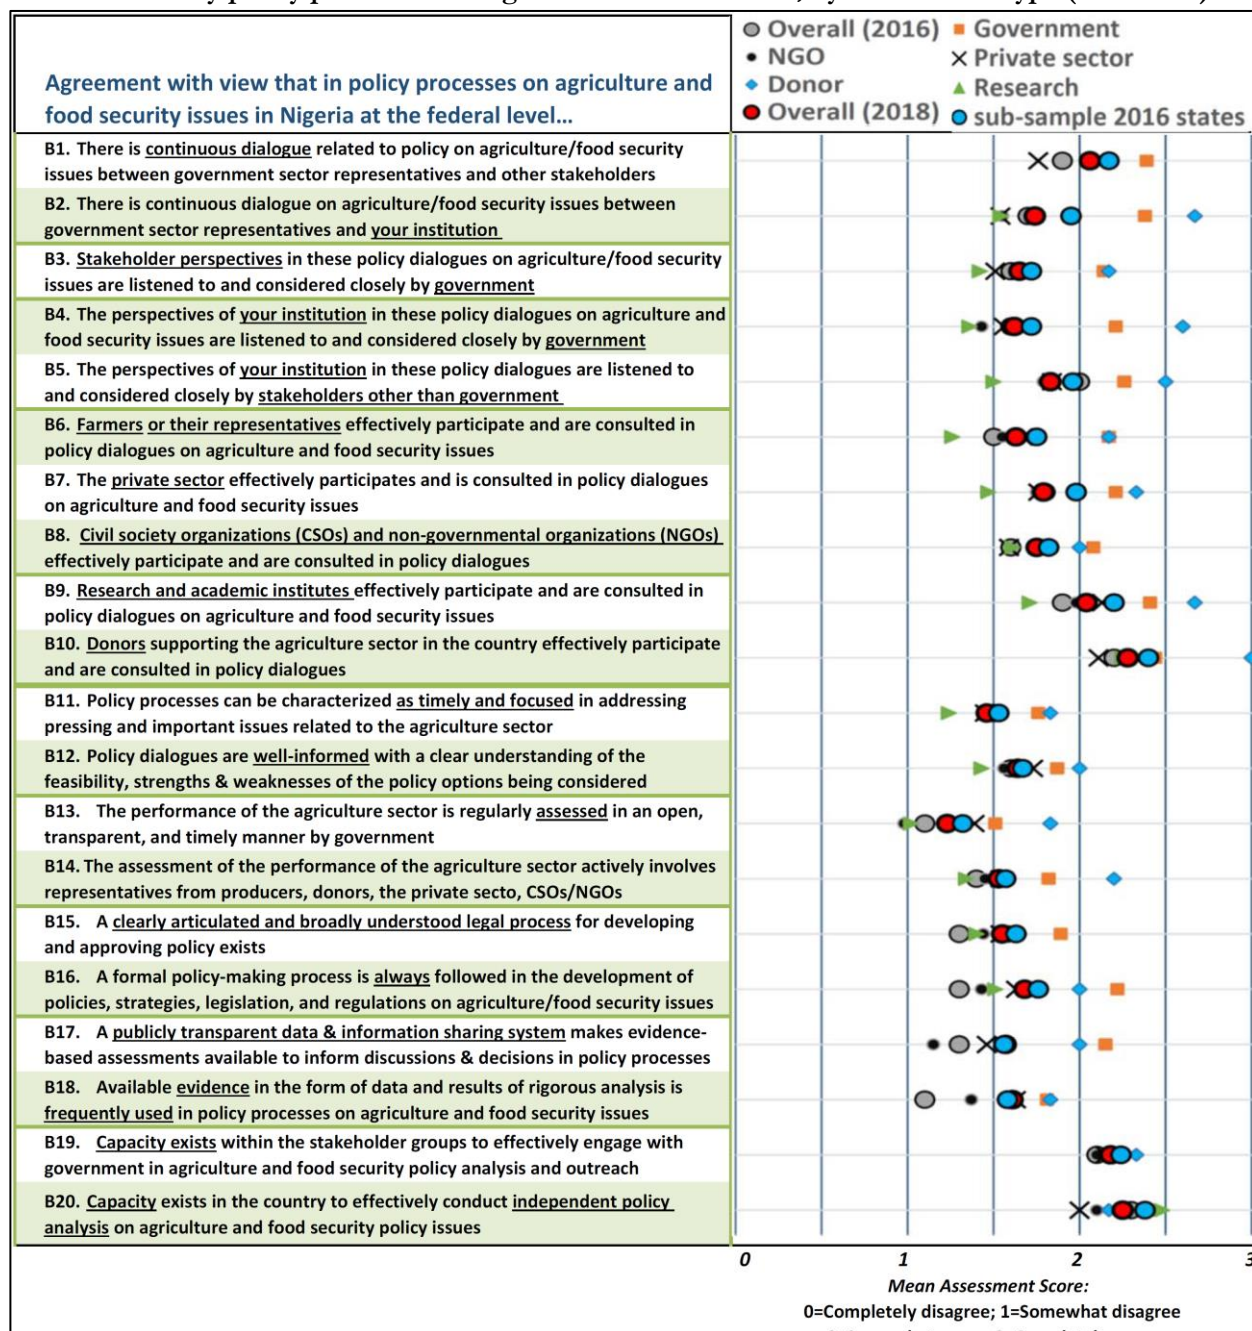 Overall (2016) Government
NGO Private sector
Donor Research
Overall (2018) sub-sample 2016 states
Agreement with view that in policy processes on agriculture and
food security issues in Nigeria at the federal level…
B1. There is continuous dialogue related to policy on agriculture/food security
issues between government sector representatives and other stakeholders
B2. There is continuous dialogue on agriculture/food security issues between
government sector representatives and your institution
B3. Stakeholder perspectives in these policy dialogues on agriculture/food security
issues are listened to and considered closely by government
B4. The perspectives of your institution in these policy dialogues on agriculture and
food security issues are listened to and considered closely by government
B5. The perspectives of your institution in these policy dialogues are listened to
and considered closely by stakeholders other than government
B6. Farmers or their representatives effectively participate and are consulted in
policy dialogues on agriculture and food security issues
B7. The private sector effectively participates and is consulted in policy dialogues
on agriculture and food security issues
B8. Civil society organizations (CSOs) and non-governmental organizations (NGOs)
effectively participate and are consulted in policy dialogues
B9. Research and academic institutes effectively participate and are consulted in
policy dialogues on agriculture and food security issues
B10. Donors supporting the agriculture sector in the country effectively participate
and are consulted in policy dialogues
B11. Policy processes can be characterized as timely and focused in addressing
pressing and important issues related to the agriculture sector
B12. Policy dialogues are well-informed with a clear understanding of the
feasibility, strengths & weaknesses of the policy options being considered
B13. The performance of the agriculture sector is regularly assessed in an open,
transparent, and timely manner by government
B14. The assessment of the performance of the agriculture sector actively involves
representatives from producers, donors, the private secto, CSOs/NGOs
B15. A clearly articulated and broadly understood legal process for developing
and approving policy exists
B16. A formal policy-making process is always followed in the development of
policies, strategies, legislation, and regulations on agriculture/food security issues
B17. A publicly transparent data & information sharing system makes evidence-
based assessments available to inform discussions & decisions in policy processes
B18. Available evidence in the form of data and results of rigorous analysis is
frequently used in policy processes on agriculture and food security issues
B19. Capacity exists within the stakeholder groups to effectively engage with
government in agriculture and food security policy analysis and outreach
B20. Capacity exists in the country to effectively conduct independent policy
analysis on agriculture and food security policy issues
0 1 2 3
Mean Assessment Score:
0=Completely disagree; 1=Somewhat disagree